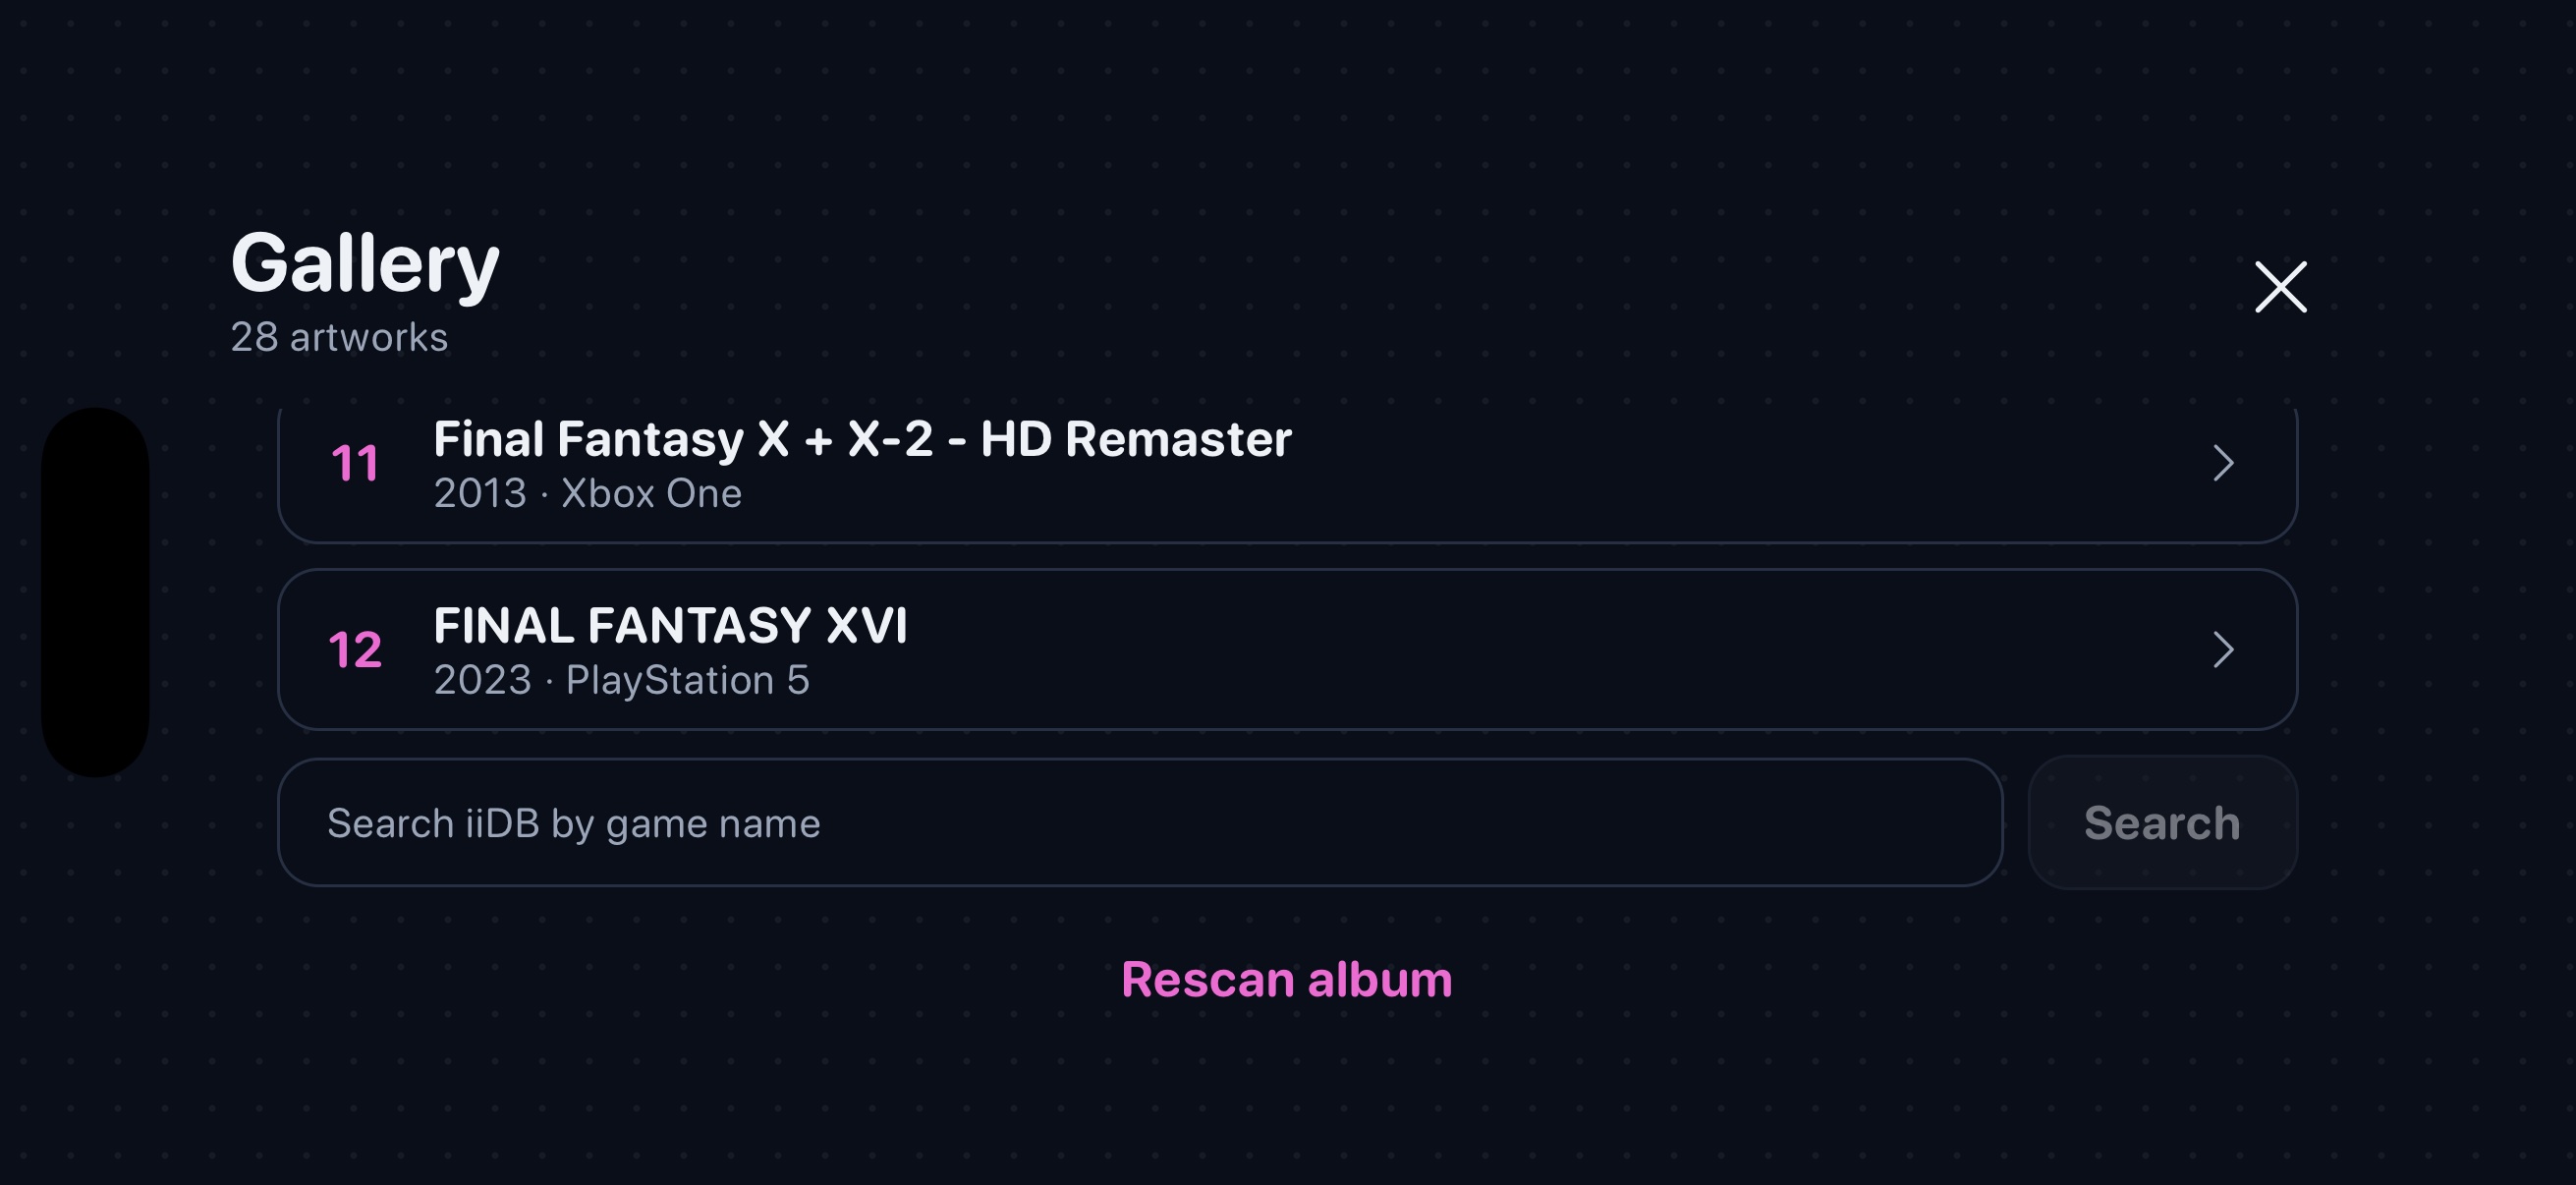 Gallery
28 artworks
11
Final Fantasy X + X-2 - HD Remaster
2013 · Xbox One
12
FINAL FANTASY XVI
2023 · PlayStation 5
Search iiDB by game name
Search
Rescan album